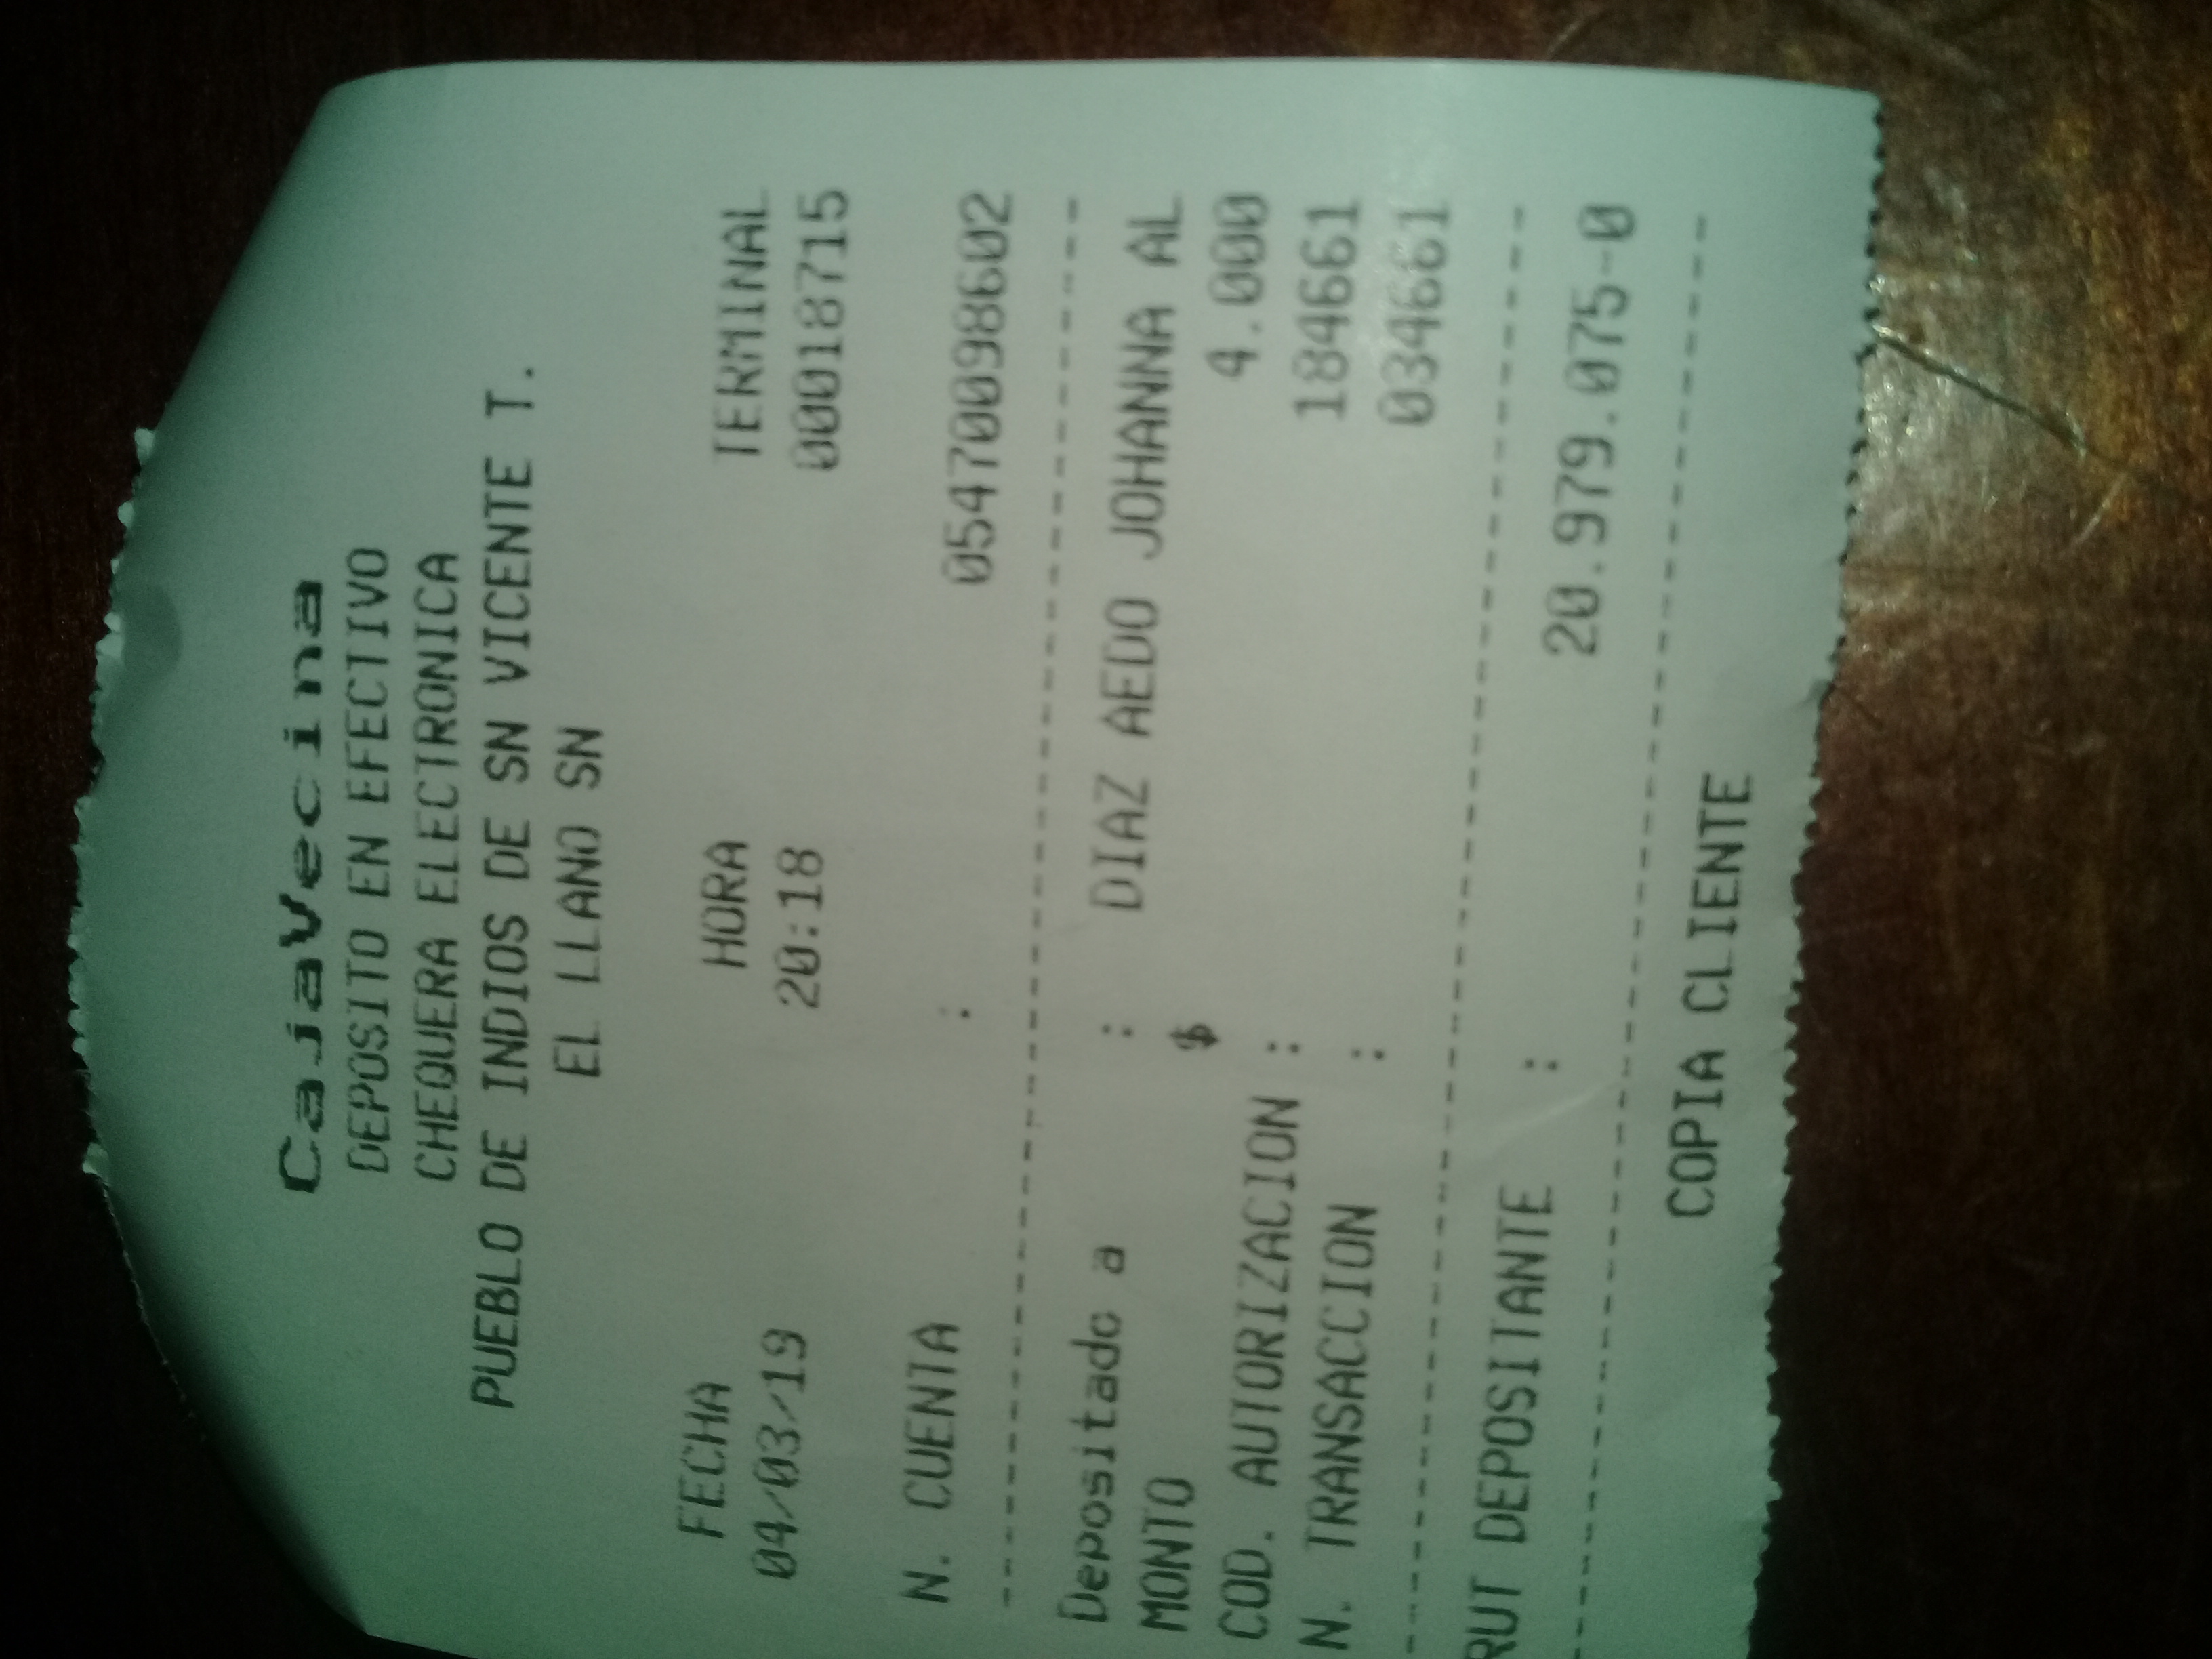 CajaVecina
DEPOSITO EN EFECTIVO
CHEQUERA ELECTRONICA
PUEBLO DE INDIOS DE SN VICENTE T.
EL LLANO SN
FECHA HORA TERMINAL
04/03/19 20:18 00018715
N. CUENTA : 05470098602
Depositado a : DIAZ AEDO JOHANNA AL
MONTO $ 4.000
COD. AUTORIZACION : 184661
N. TRANSACCION : 034661
RUT DEPOSITANTE : 20.979.075-0
COPIA CLIENTE